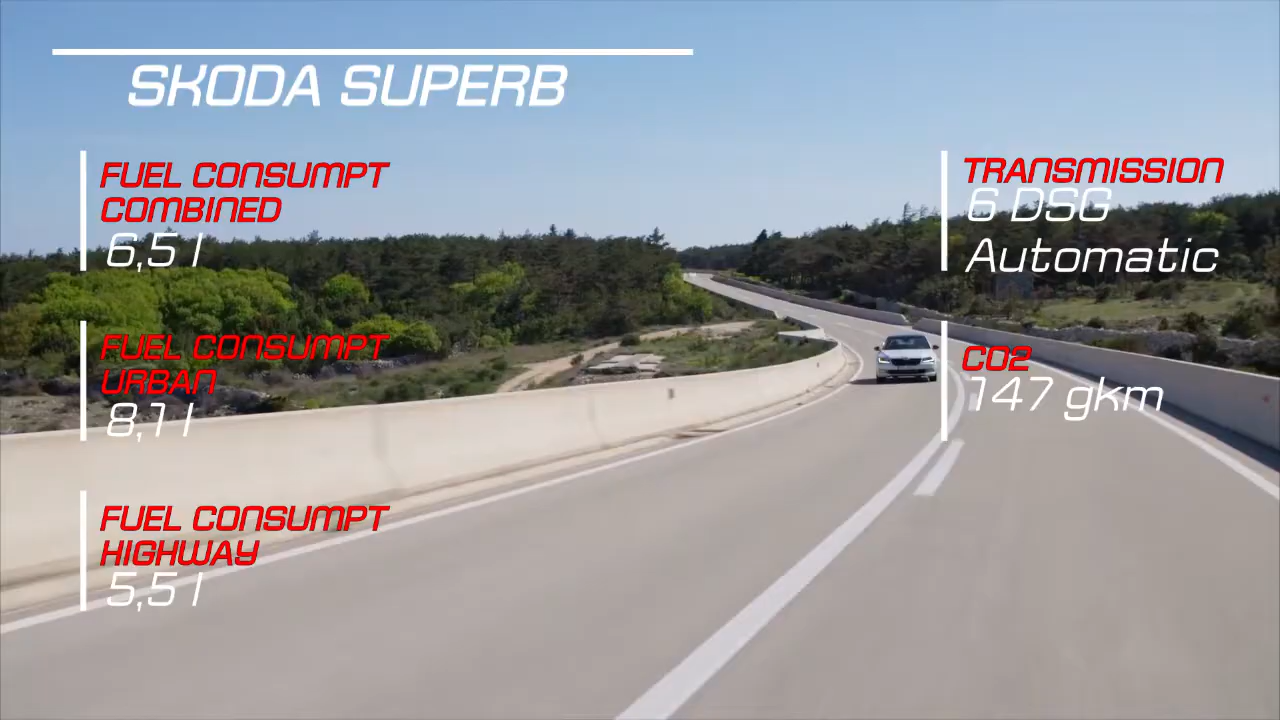 SKODA SUPERB
FUEL CONSUMPT
COMBINED
6,5 l
FUEL CONSUMPT
URBAN
8,1 l
FUEL CONSUMPT
HIGHWAY
5,5 l
TRANSMISSION
6 DSG
Automatic
CO2
147 gkm